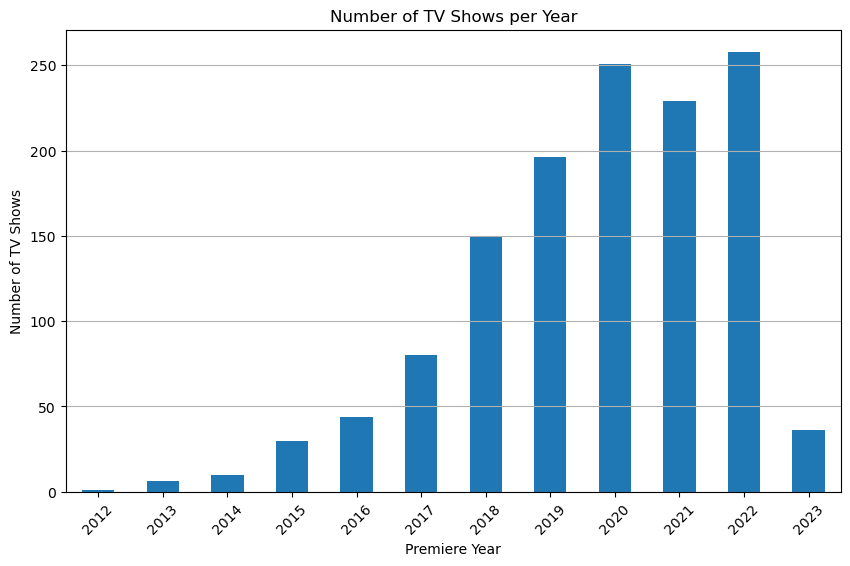 Number of TV Shows per Year
Number of TV Shows
250
200
150
100
50
0
2012 2013 2014 2015 2016 2017 2018 2019 2020 2021 2022 2023
Premiere Year